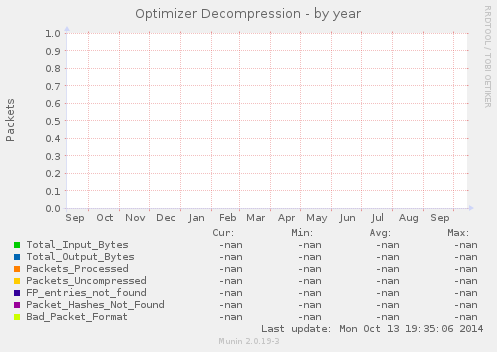 Optimizer Decompression - by year
RRDTOOL / TOBI OETIKER
Packets
1.0
0.9
0.8
0.7
0.6
0.5
0.4
0.3
0.2
0.1
0.0
Sep Oct Nov Dec Jan Feb Mar Apr May Jun Jul Aug Sep
Cur: Min: Avg: Max:
Total_Input_Bytes -nan -nan -nan -nan
Total_Output_Bytes -nan -nan -nan -nan
Packets_Processed -nan -nan -nan -nan
Packets_Uncompressed -nan -nan -nan -nan
FP_entries_not_found -nan -nan -nan -nan
Packet_Hashes_Not_Found -nan -nan -nan -nan
Bad_Packet_Format -nan -nan -nan -nan
Last update: Mon Oct 13 19:35:06 2014
Munin 2.0.19-3